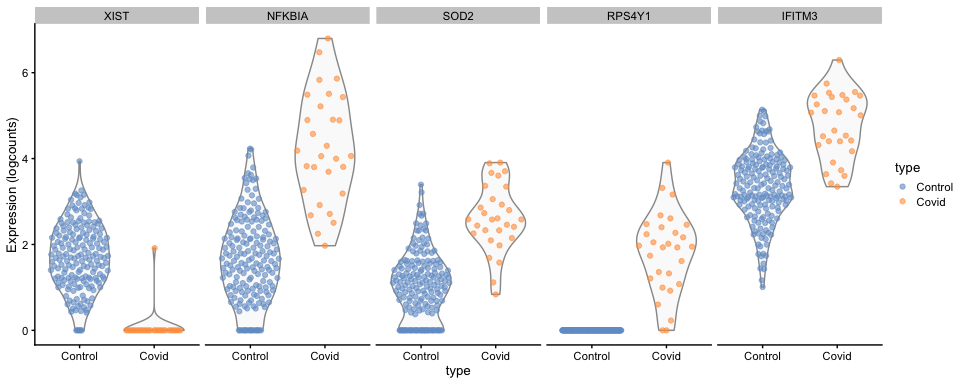 XIST NFKBIA SOD2 RPS4Y1 IFITM3
Expression (logcounts)
6
4
2
0
Control Covid Control Covid Control Covid Control Covid Control Covid
type
type
Control
Covid